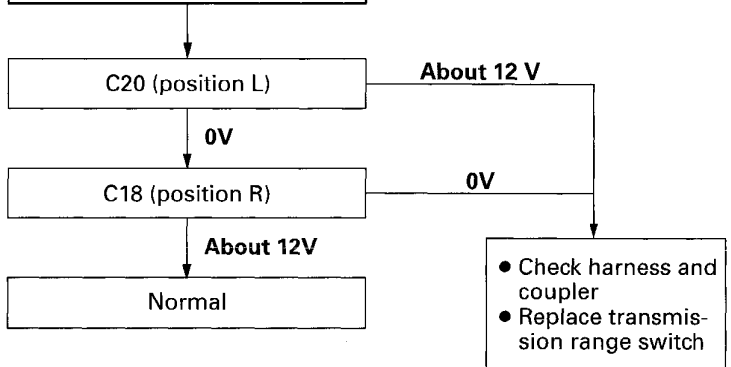 C20 (position L)
About 12 V
0V
C18 (position R)
0V
About 12V
Normal
● Check harness and
coupler
● Replace transmis-
sion range switch